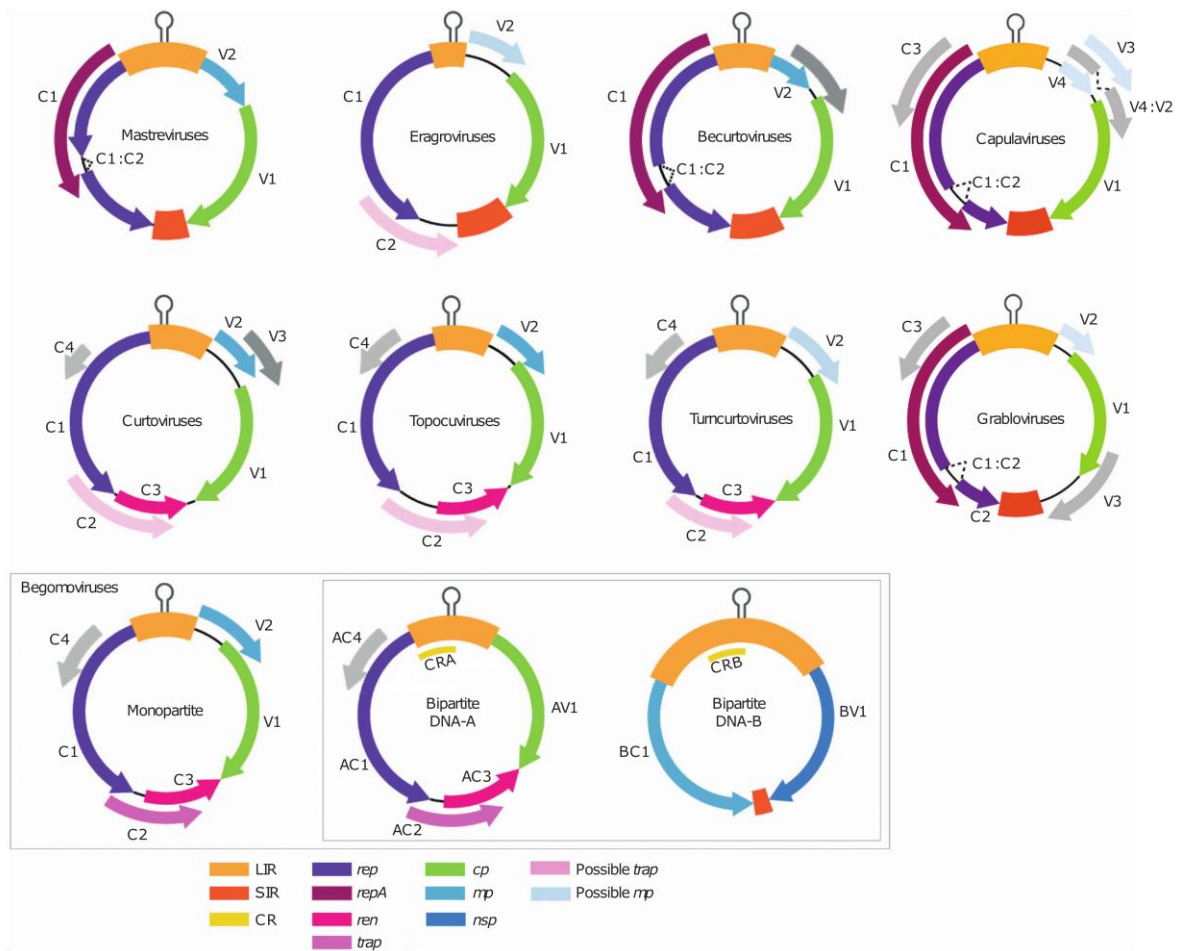 V2
C1
Mastreviruses
C1:C2
V1
V2
C1
Eragroviruses
V1
C2
C1
V2
Becurtoviruses
C1:C2
V1
C3
V3
V4
V4:V2
Capulaviruses
C1
C1:C2
V1
C4
V2
V3
Curtoviruses
C1
V1
C3
C2
C4
V2
Topocuviruses
C1
V1
C3
C2
C4
V2
Turncurtoviruses
C1
V1
C3
C2
C3
V2
V1
Grabloviruses
C1
C1:C2
C2
V3
Begomoviruses
C4
V2
Monopartite
V1
C1
C3
C2
AC4
CRA
Bipartite
DNA-A
AV1
AC1
AC3
AC2
CRB
Bipartite
DNA-B
BV1
BC1
LIR
SIR
CR
rep
repA
ren
trap
cp
mp
nsp
Possible trap
Possible mp